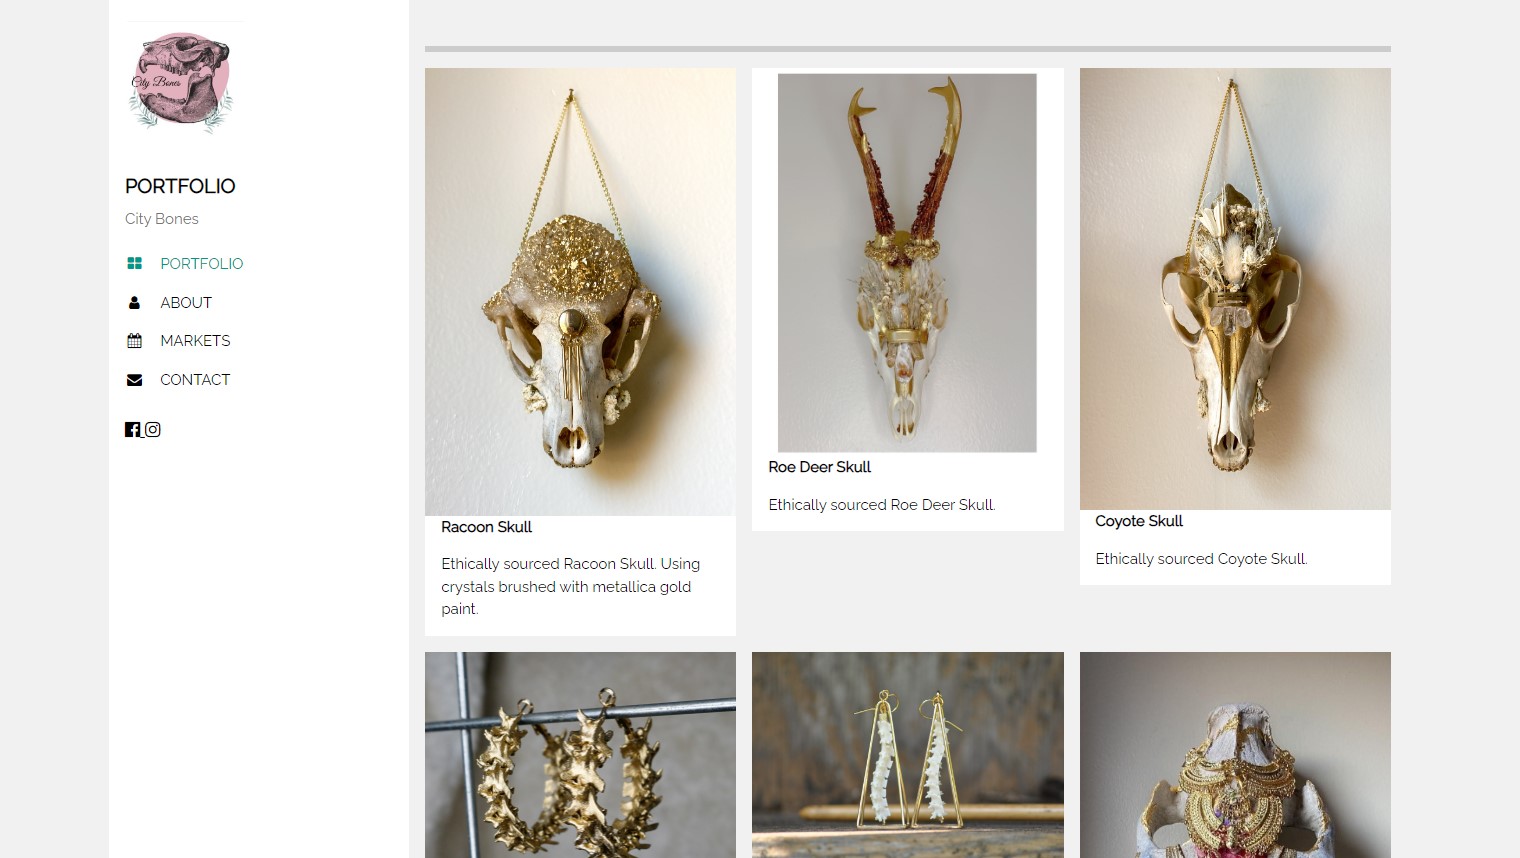 City Bones
PORTFOLIO
City Bones
PORTFOLIO
ABOUT
MARKETS
CONTACT
Racoon Skull
Ethically sourced Racoon Skull. Using
crystals brushed with metallica gold
paint.
Roe Deer Skull
Ethically sourced Roe Deer Skull.
Coyote Skull
Ethically sourced Coyote Skull.